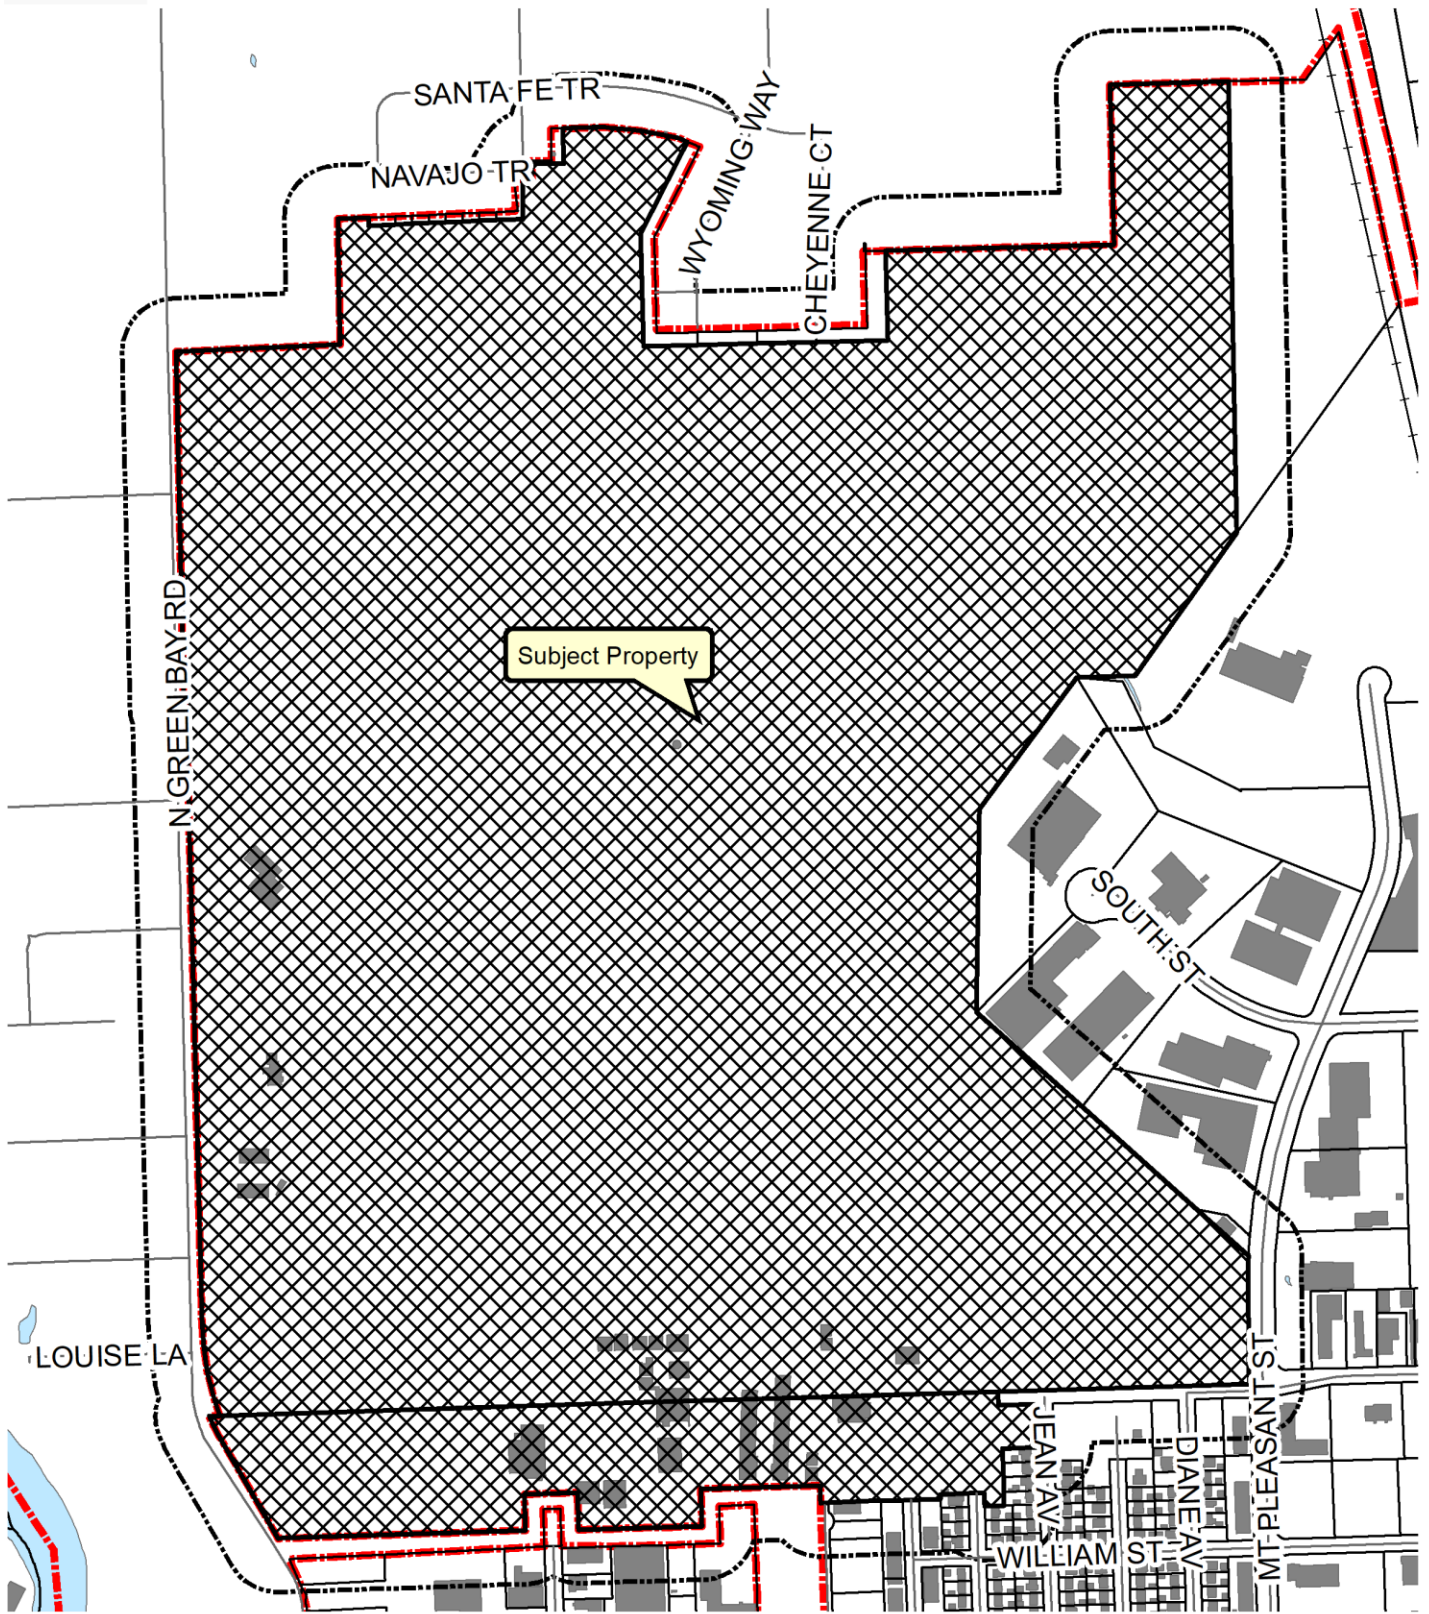 SANTA FE TR
NAVAJO TR
WYOMING WAY
CHEYENNE CT
N GREEN BAY RD
Subject Property
SOUTH ST
LOUISE LA
JEAN AV
DIANE AV
MT PLEASANT ST
WILLIAM ST